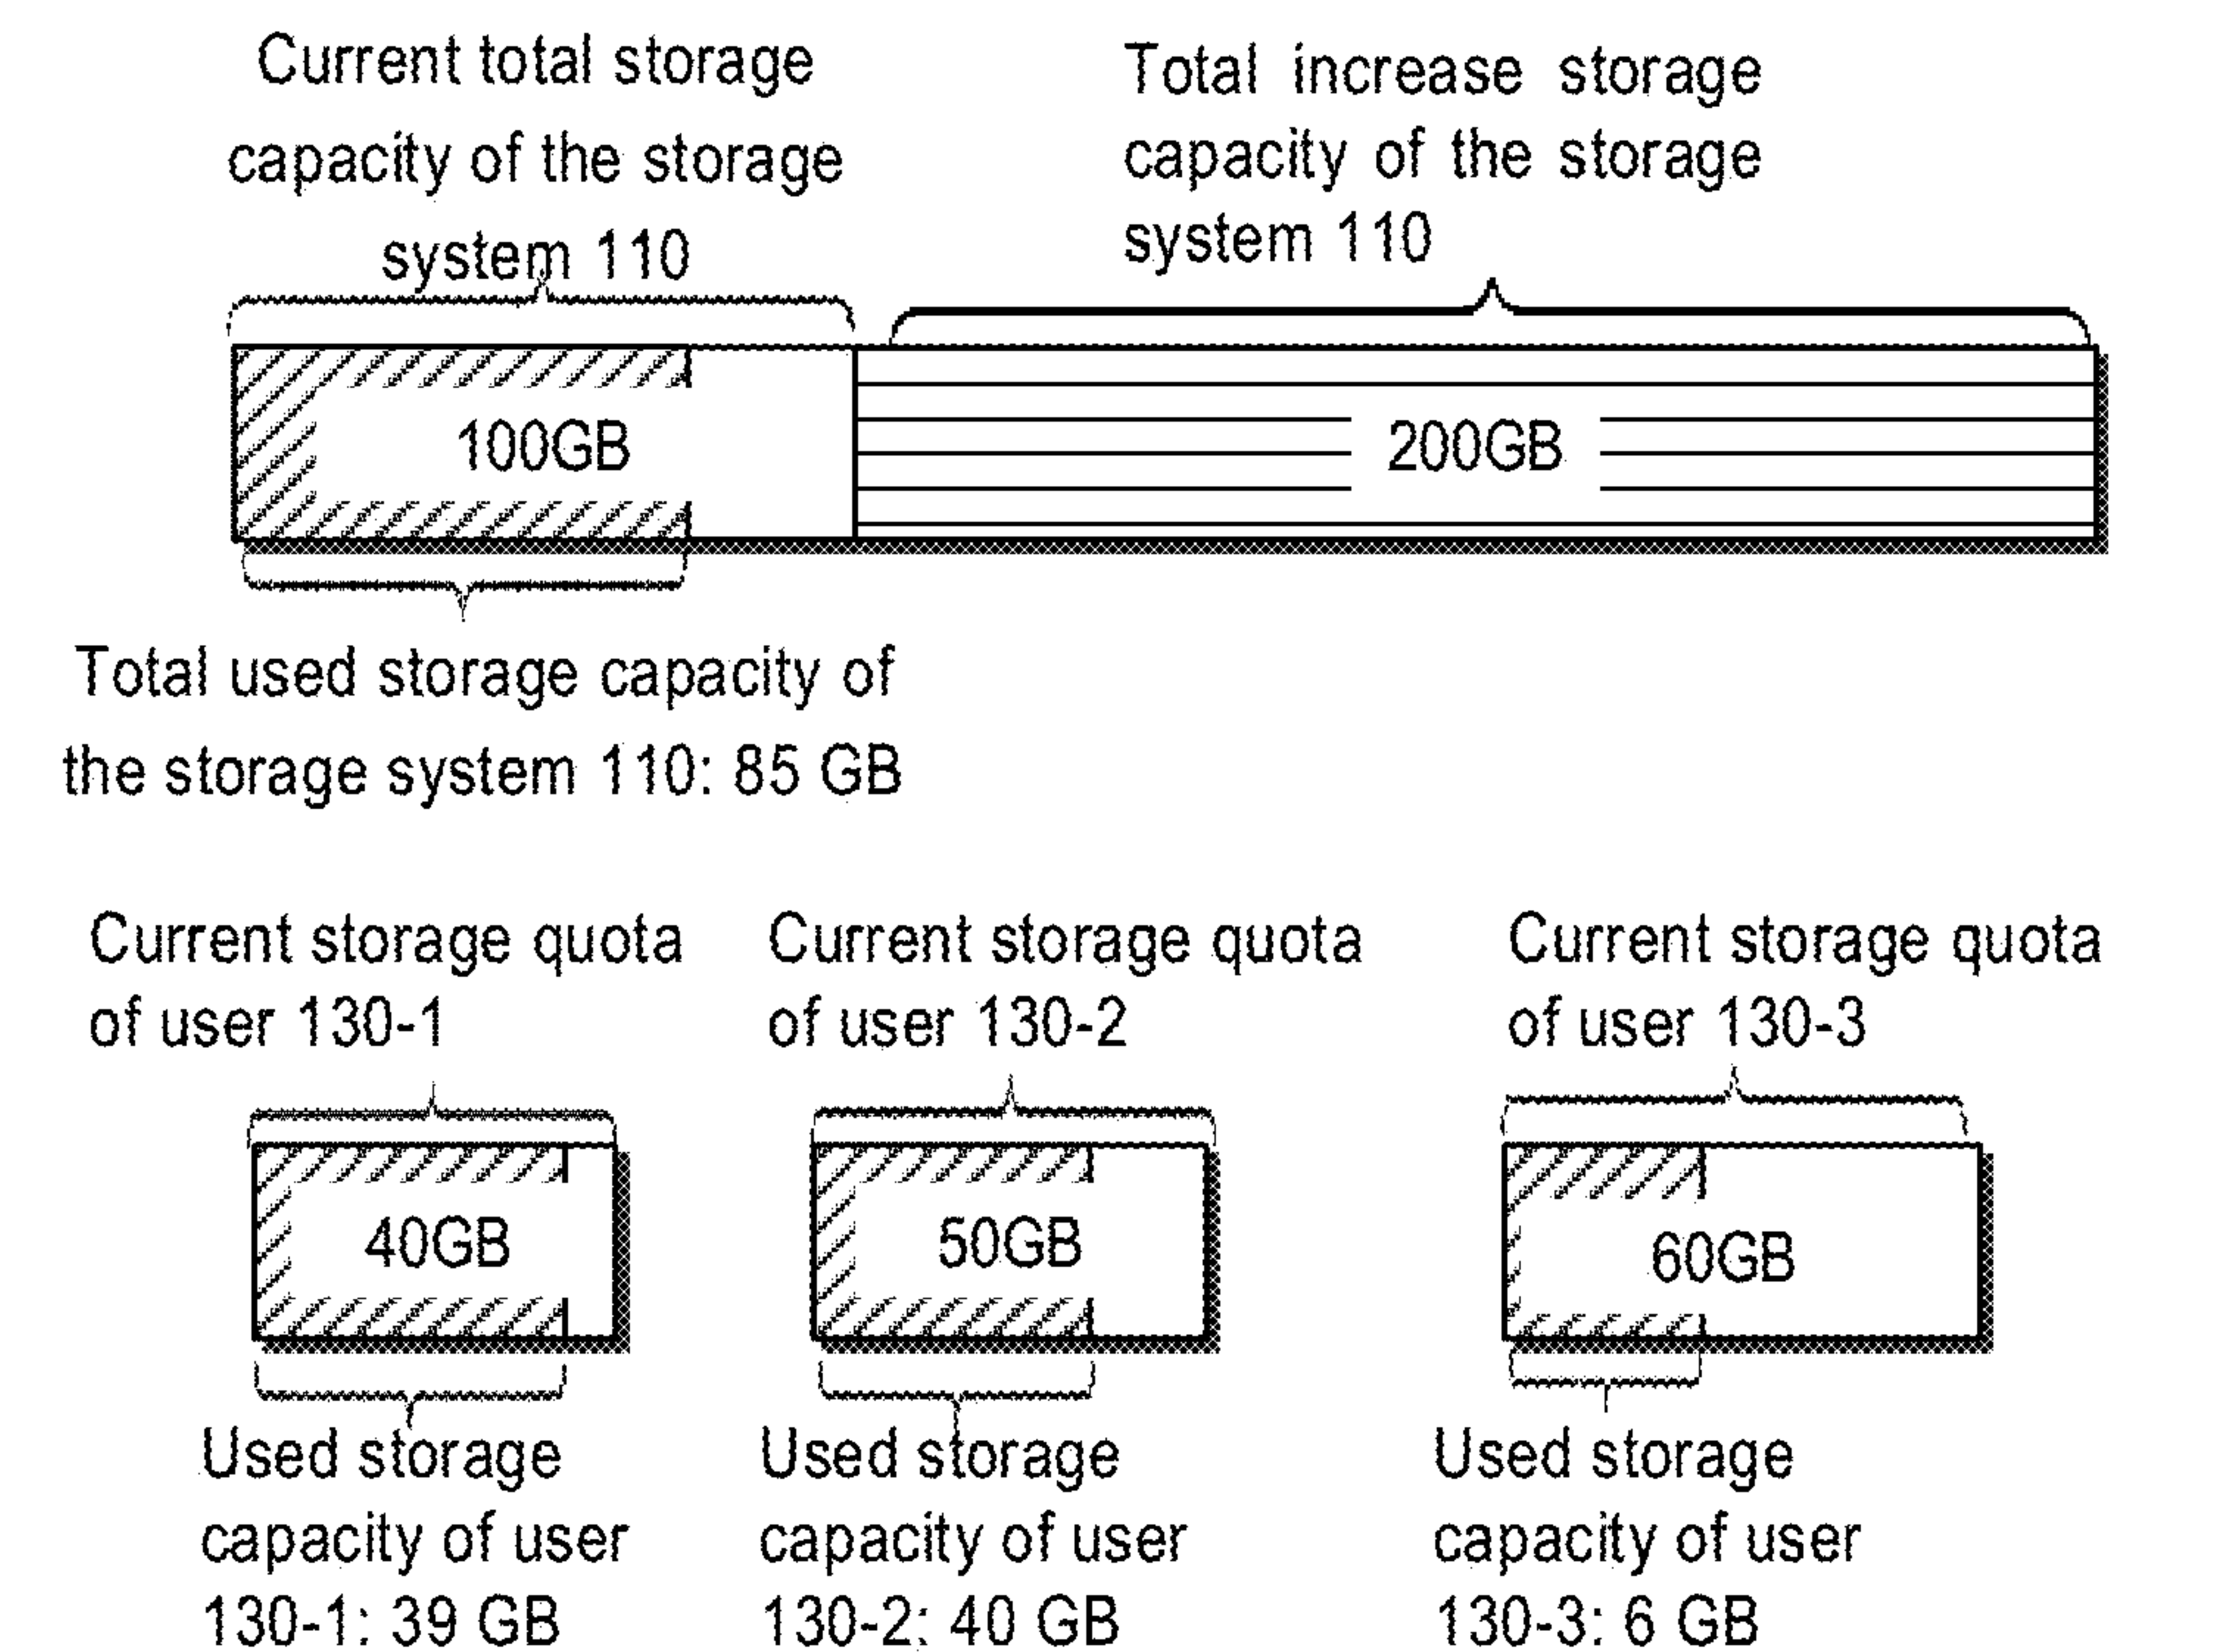 Current total storage
capacity of the storage
system 110
Total increase storage
capacity of the storage
system 110
100GB
200GB
Total used storage capacity of
the storage system 110: 85 GB
Current storage quota
of user 130-1
Current storage quota
of user 130-2
Current storage quota
of user 130-3
40GB
50GB
60GB
Used storage
capacity of user
130-1: 39 GB
Used storage
capacity of user
130-2: 40 GB
Used storage
capacity of user
130-3: 6 GB